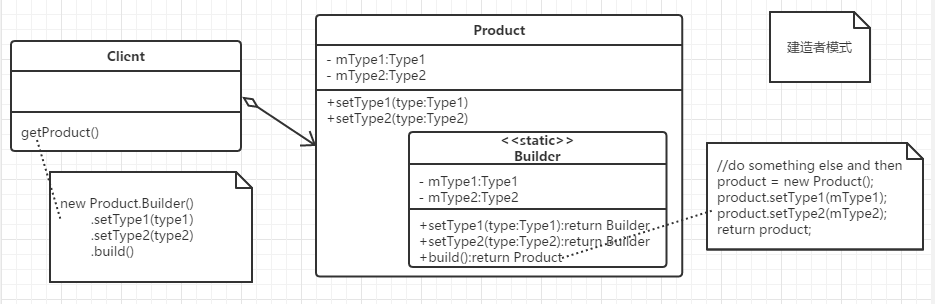 Client
getProduct()
new Product.Builder()
.setType1(type1)
.setType2(type2)
.build()
Product
- mType1:Type1
- mType2:Type2
+setType1(type:Type1)
+setType2(type:Type2)
<<static>>
Builder
- mType1:Type1
- mType2:Type2
+setType1(type:Type1):return Builder
+setType2(type:Type2):return Builder
+build():return Product
建造者模式
//do something else and then
product = new Product();
product.setType1(mType1);
product.setType2(mType2);
return product;